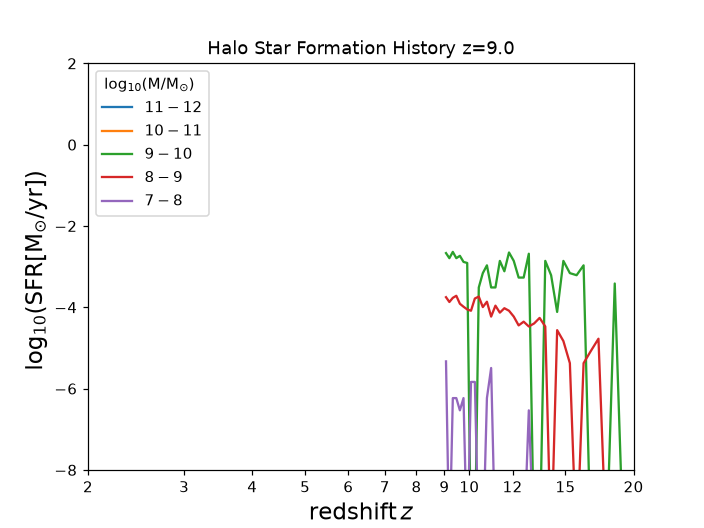 Halo Star Formation History z=9.0
log₁₀(SFR[M⊙/yr])
2
0
−2
−4
−6
−8
log₁₀(M/M⊙)
11 − 12
10 − 11
9 − 10
8 − 9
7 − 8
2 3 4 5 6 7 8 9 10 12 15 20
redshift z